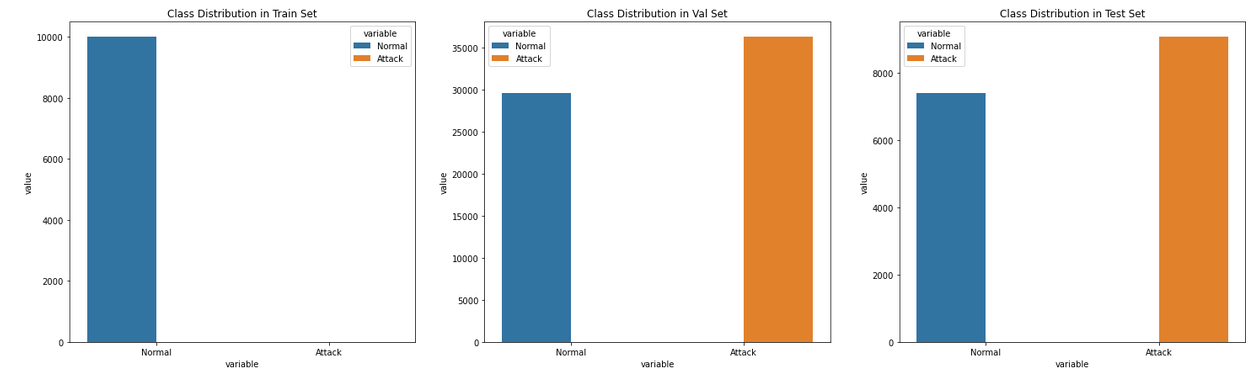 Class Distribution in Train Set
variable
Normal
Attack
10000
8000
6000
4000
2000
0
value
Normal
Attack
variable
Class Distribution in Val Set
variable
Normal
Attack
35000
30000
25000
20000
15000
10000
5000
0
value
Normal
Attack
variable
Class Distribution in Test Set
variable
Normal
Attack
8000
6000
4000
2000
0
value
Normal
Attack
variable